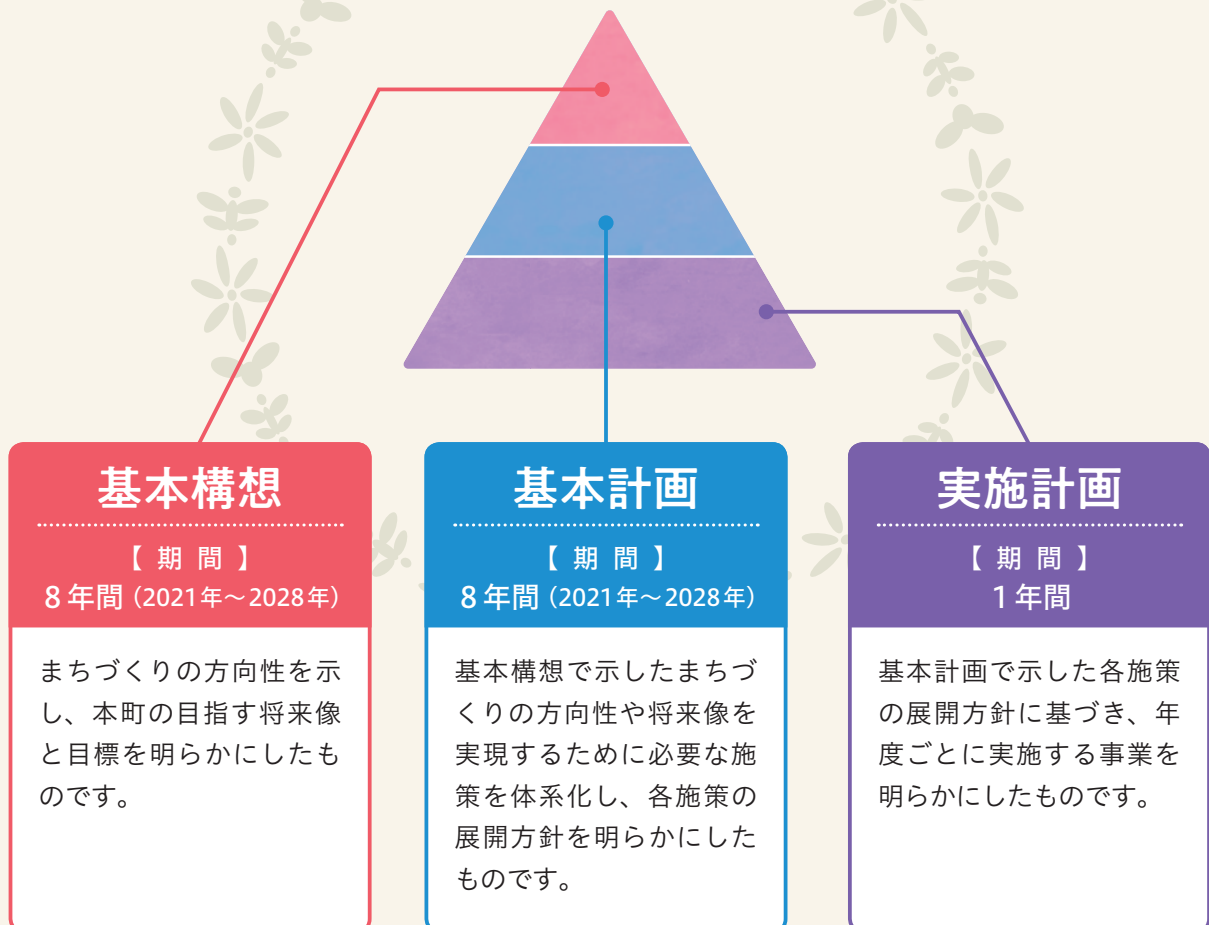 基本構想
【期間】
8年間(2021年～2028年)
まちづくりの方向性を示
し、本町の目指す将来像
と目標を明らかにしたも
のです。
基本計画
【期間】
8年間(2021年～2028年)
基本構想で示したまちづ
くりの方向性や将来像を
実現するために必要な施
策を体系化し、各施策の
展開方針を明らかにした
ものです。
実施計画
【期間】
1年間
基本計画で示した各施策
の展開方針に基づき、年
度ごとに実施する事業を
明らかにしたものです。